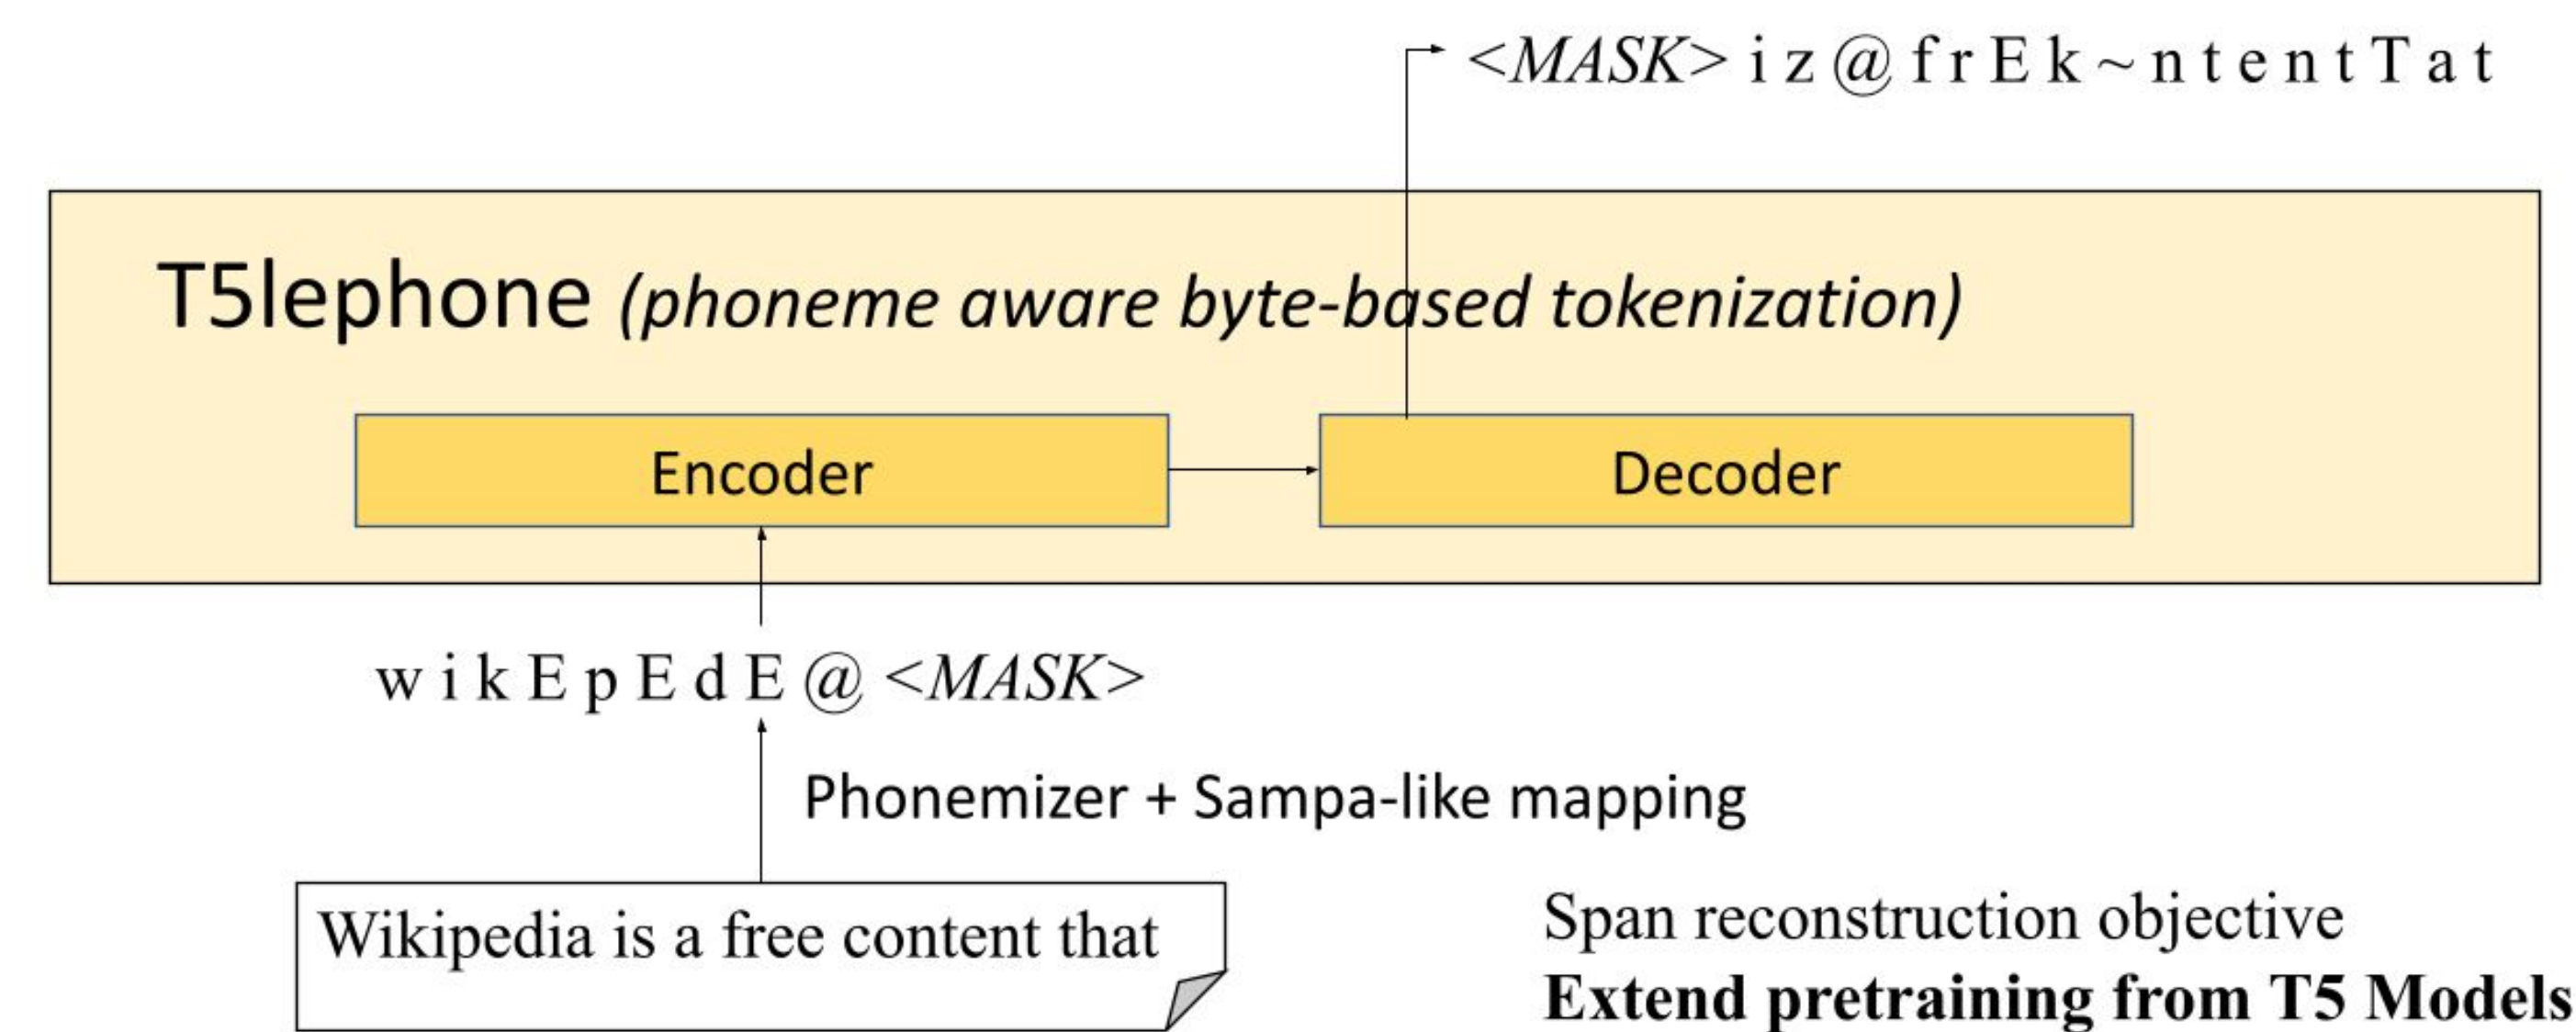 <MASK> i z @ f r E k ~ n t e n t T a t
T5lephone (phoneme aware byte-based tokenization)
Encoder
Decoder
w i k E p E d E @ <MASK>
Phonemizer + Sampa-like mapping
Wikipedia is a free content that
Span reconstruction objective
Extend pretraining from T5 Models